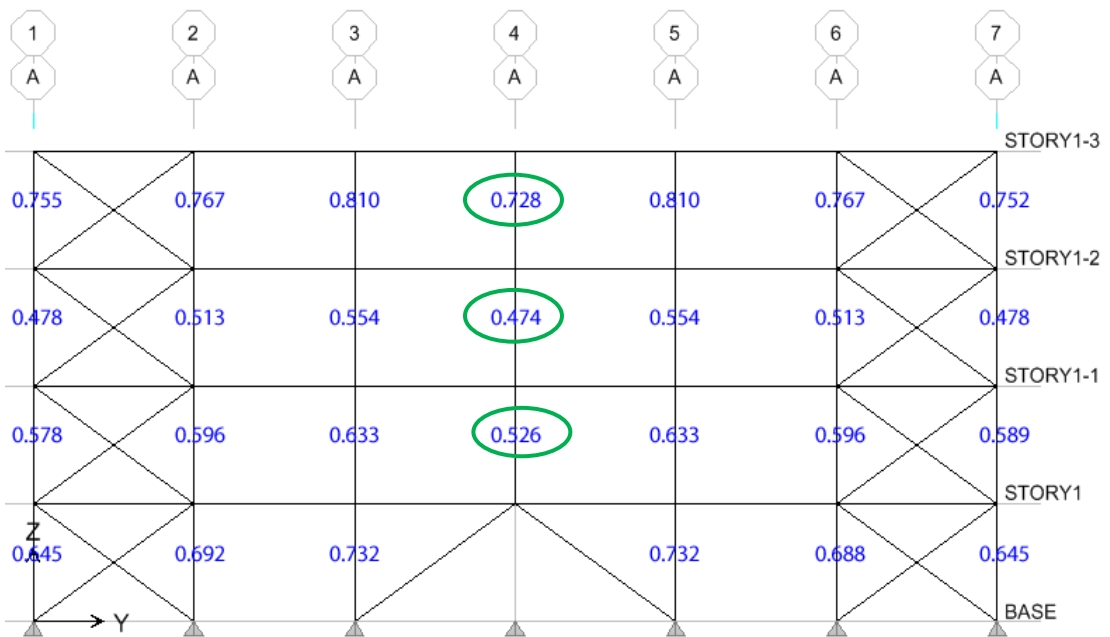 1 2 3 4 5 6 7
A A A A A A A
STORY1-3
0.755 0.767 0.810 0.728 0.810 0.767 0.752
STORY1-2
0.478 0.513 0.554 0.474 0.554 0.513 0.478
STORY1-1
0.578 0.596 0.633 0.526 0.633 0.596 0.589
STORY1
Z
0.645 0.692 0.732 0.732 0.688 0.645
BASE
Y